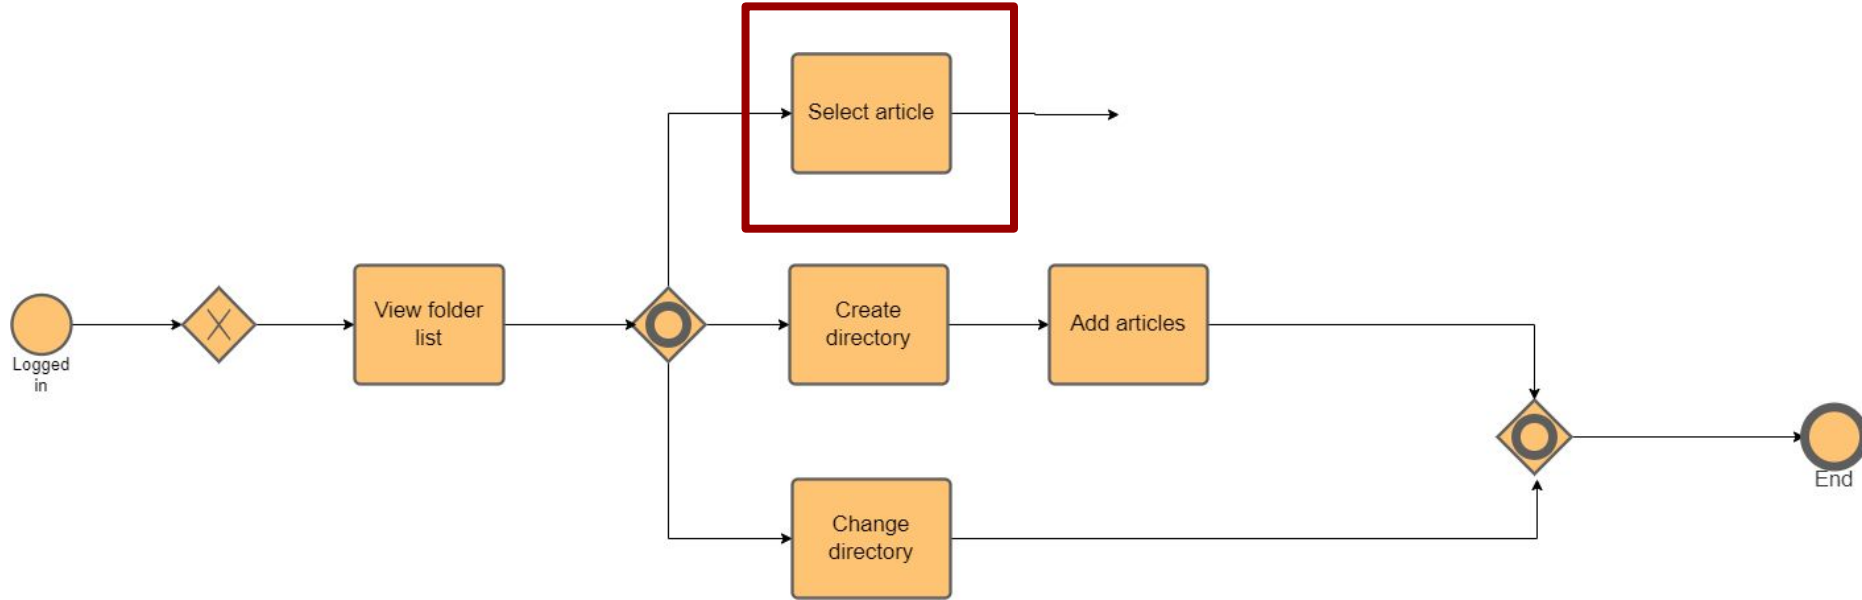 Select article
Logged
in
View folder
list
Create
directory
Add articles
Change
directory
End